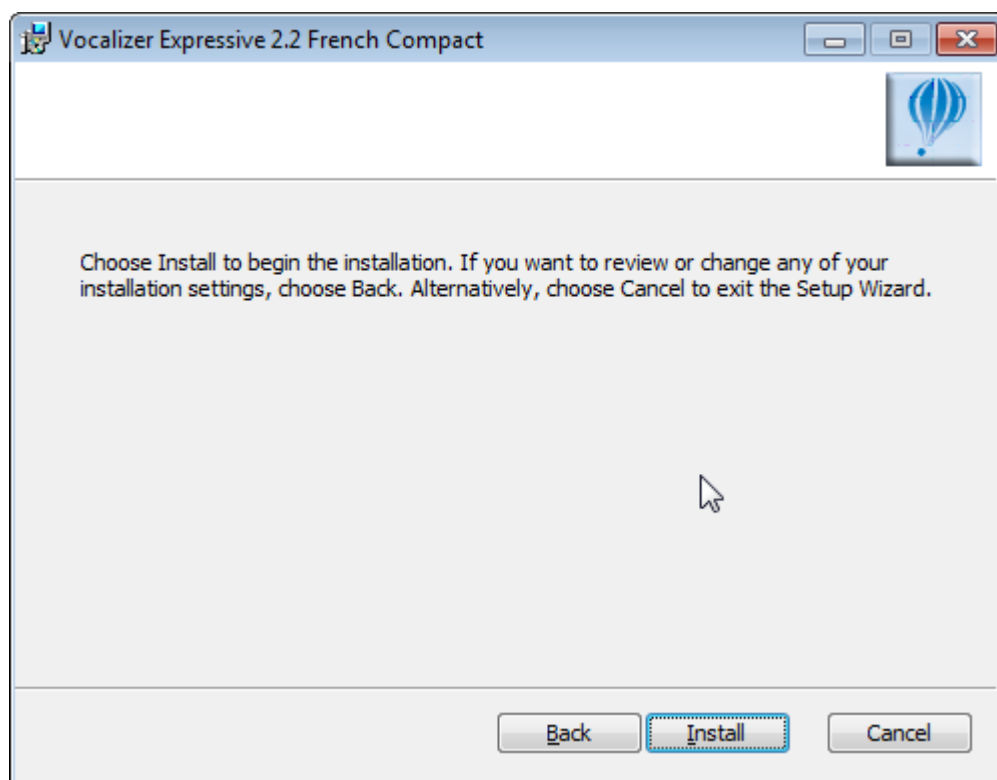 Vocalizer Expressive 2.2 French Compact
Choose Install to begin the installation. If you want to review or change any of your
installation settings, choose Back. Alternatively, choose Cancel to exit the Setup Wizard.
Back Install Cancel